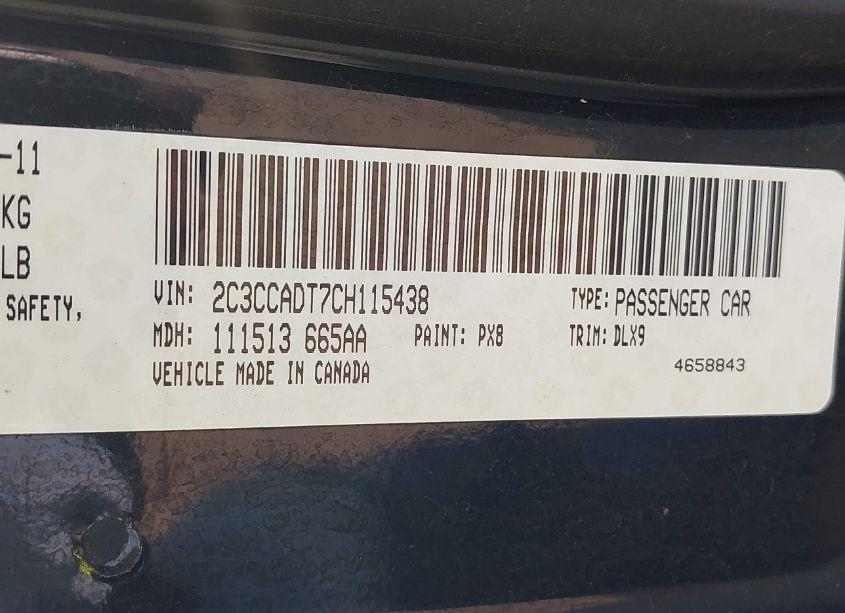 -11
KG
LB
SAFETY,
VIN: 2C3CCADT7CH115438 TYPE: PASSENGER CAR
MDH: 111513 665AA PAINT: PX8 TRIM: DLX9
VEHICLE MADE IN CANADA 4658843